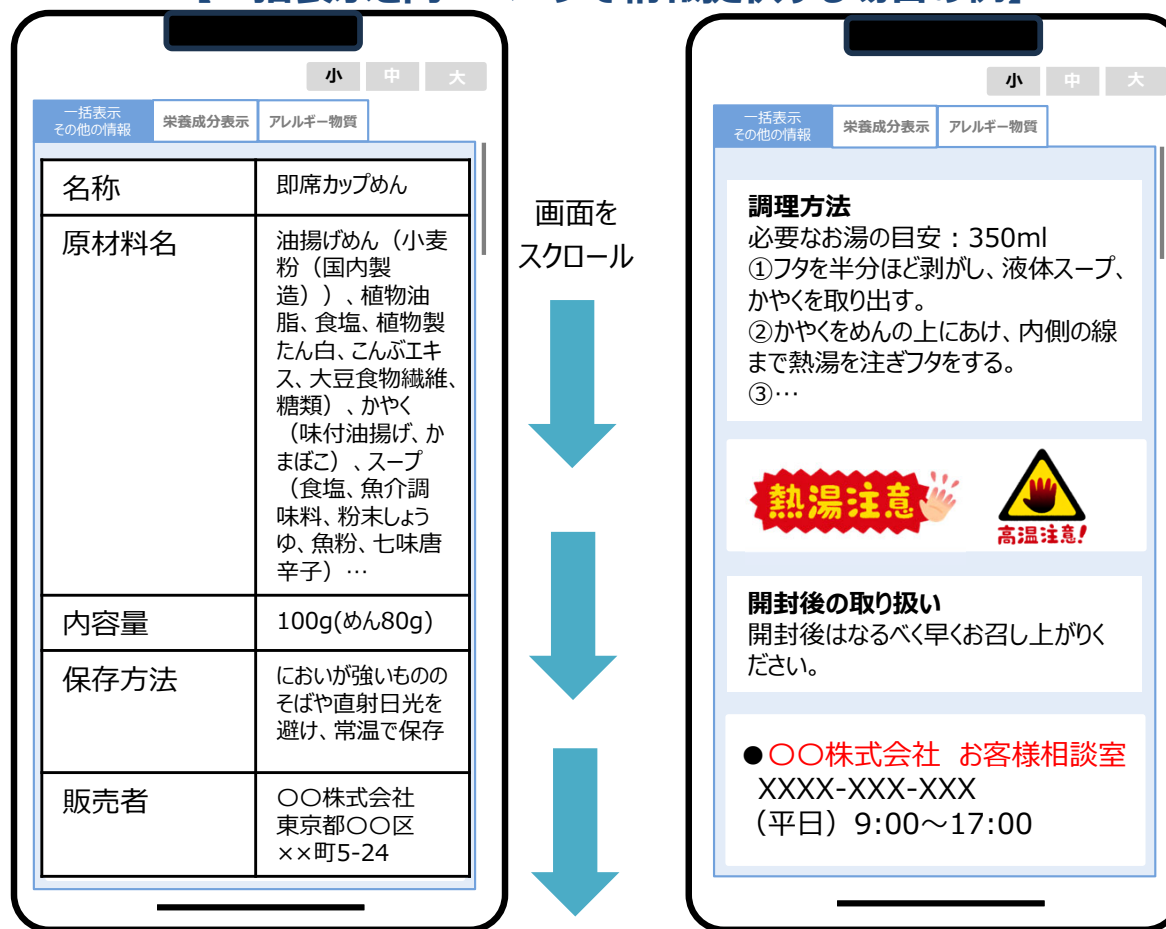 小 中 大
一括表示
その他の情報
栄養成分表示
アレルギー物質
名称
即席カップめん
原材料名
油揚げめん（小麦
粉（国内製
造））、植物油
脂、食塩、植物製
たん白、こんぶエキ
ス、大豆食物繊維、
糖類）、かやく
（味付油揚げ、か
まぼこ）、スープ
（食塩、魚介調
味料、粉末しょう
ゆ、魚粉、七味唐
辛子）…
内容量
100g(めん80g)
保存方法
においが強いものの
そばや直射日光を
避け、常温で保存
販売者
〇〇株式会社
東京都〇〇区
××町5-24
画面を
スクロール
小 中 大
一括表示
その他の情報
栄養成分表示
アレルギー物質
調理方法
必要なお湯の目安：350ml
①フタを半分ほど剥がし、液体スープ、
かやくを取り出す。
②かやくをめんの上にあけ、内側の線
まで熱湯を注ぎフタをする。
③…
熱湯注意
高温注意!
開封後の取り扱い
開封後はなるべく早くお召し上がりく
ださい。
●〇〇株式会社 お客様相談室
XXXX-XXX-XXX
（平日）9:00～17:00